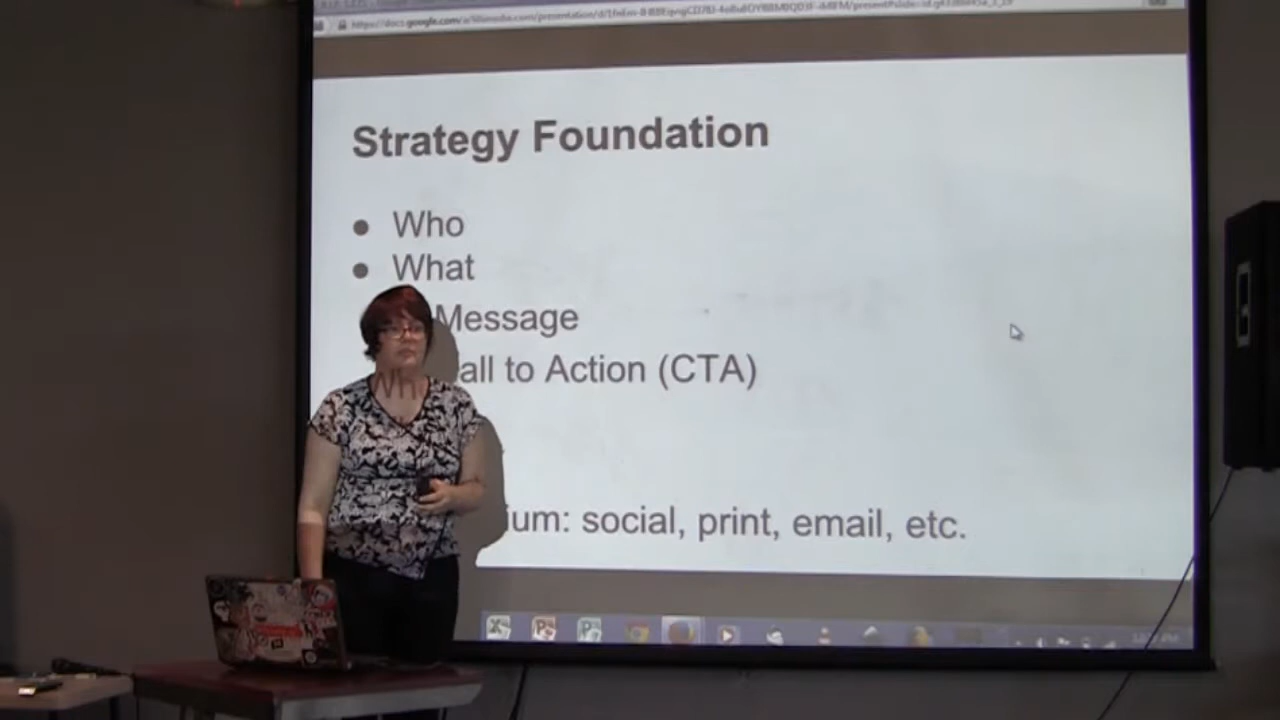 Strategy Foundation
● Who
● What
Message
all to Action (CTA)
ium: social, print, email, etc.